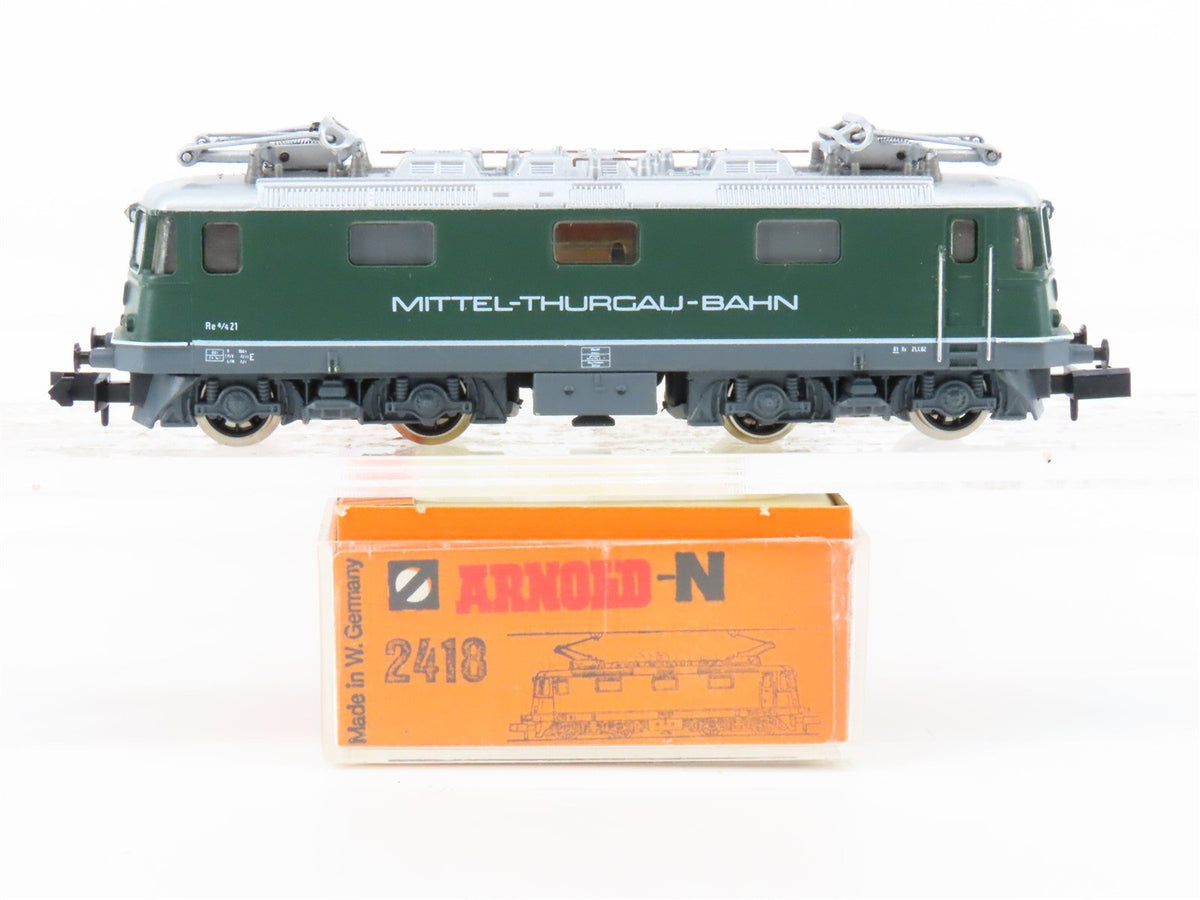 MITTEL-THURGAU-BAHN
Re 4/4 21
E
ARNOLD-N
2418
Made in W. Germany